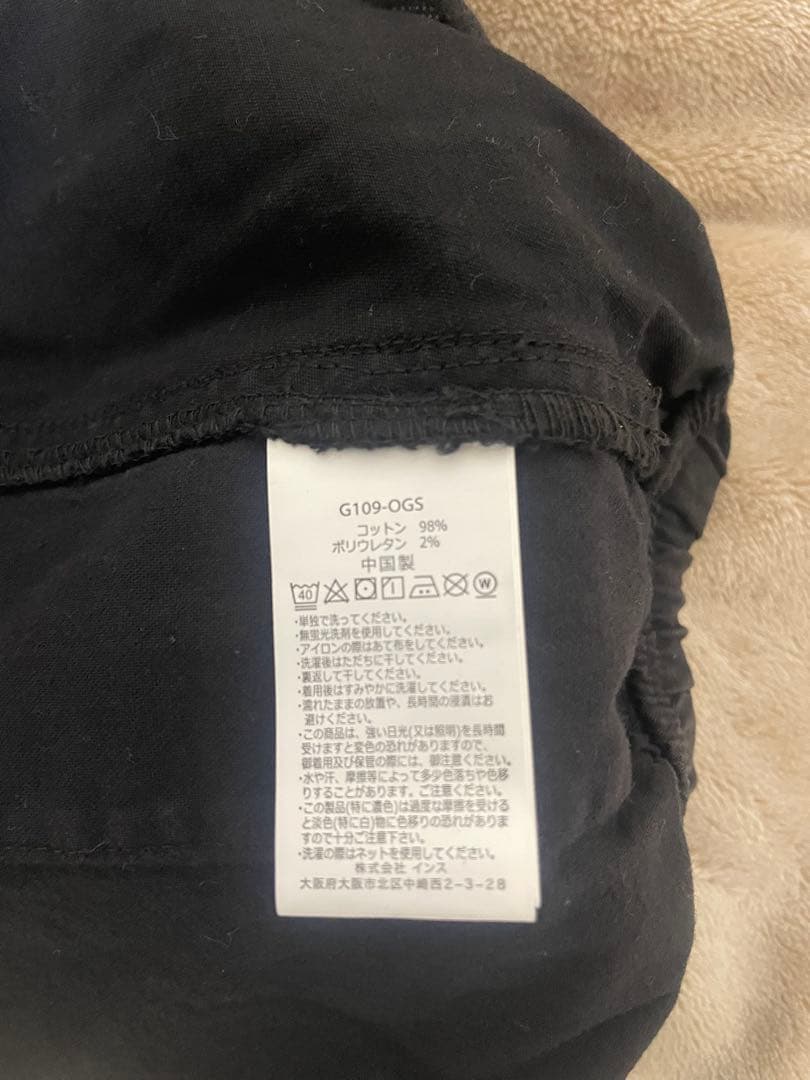 G109-OGS
コットン 98%
ポリウレタン 2%
中国製
40 W
・単独で洗ってください。
・無蛍光洗剤を使用してください。
・アイロンの際はあて布をしてください。
・洗濯後はただちに干してください。
・裏返して干してください。
・着用後はすみやかに洗濯してください。
・濡れたままの放置や、長時間の浸漬はお
避けください。
・この商品は、強い日光(又は照明)を長時間
受けますと変色の恐れがありますので、
御着用及び保管の際には、御注意ください。
・水や汗、摩擦等によって多少色落ちや色移
りすることがあります。ご注意ください。
・この製品(特に濃色)は過度な摩擦を受ける
と淡色(特に白)物に色移りの恐れがありま
すので十分ご注意下さい。
・洗濯の際はネットを使用してください。
株式会社 インス
大阪府大阪市北区中崎西2-3-28